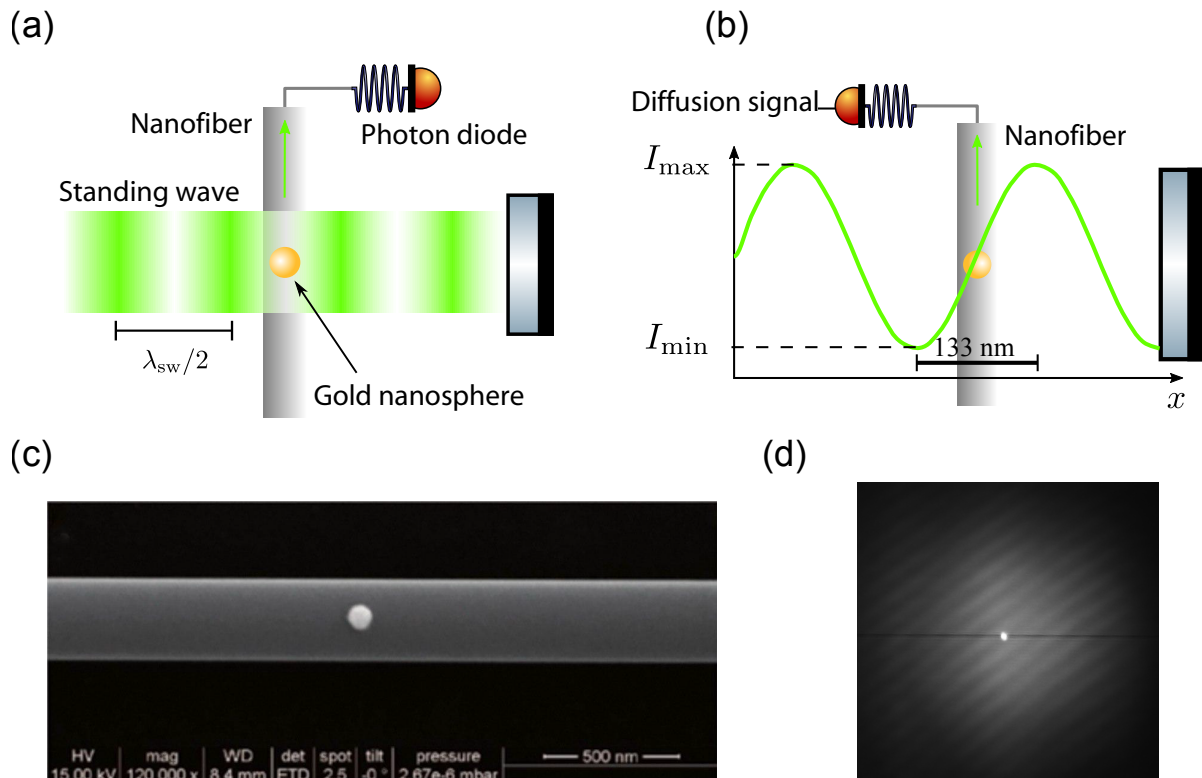 (a)
Nanofiber
Photon diode
Standing wave
λsw/2
Gold nanosphere
(b)
Diffusion signal
Nanofiber
Imax
Imin
133 nm
x
(c)
HV mag WD det spot tilt pressure 500 nm
15.00 kV 120 000 x 8.4 mm ETD 2.5 -0 ° 2.67e-6 mbar
(d)